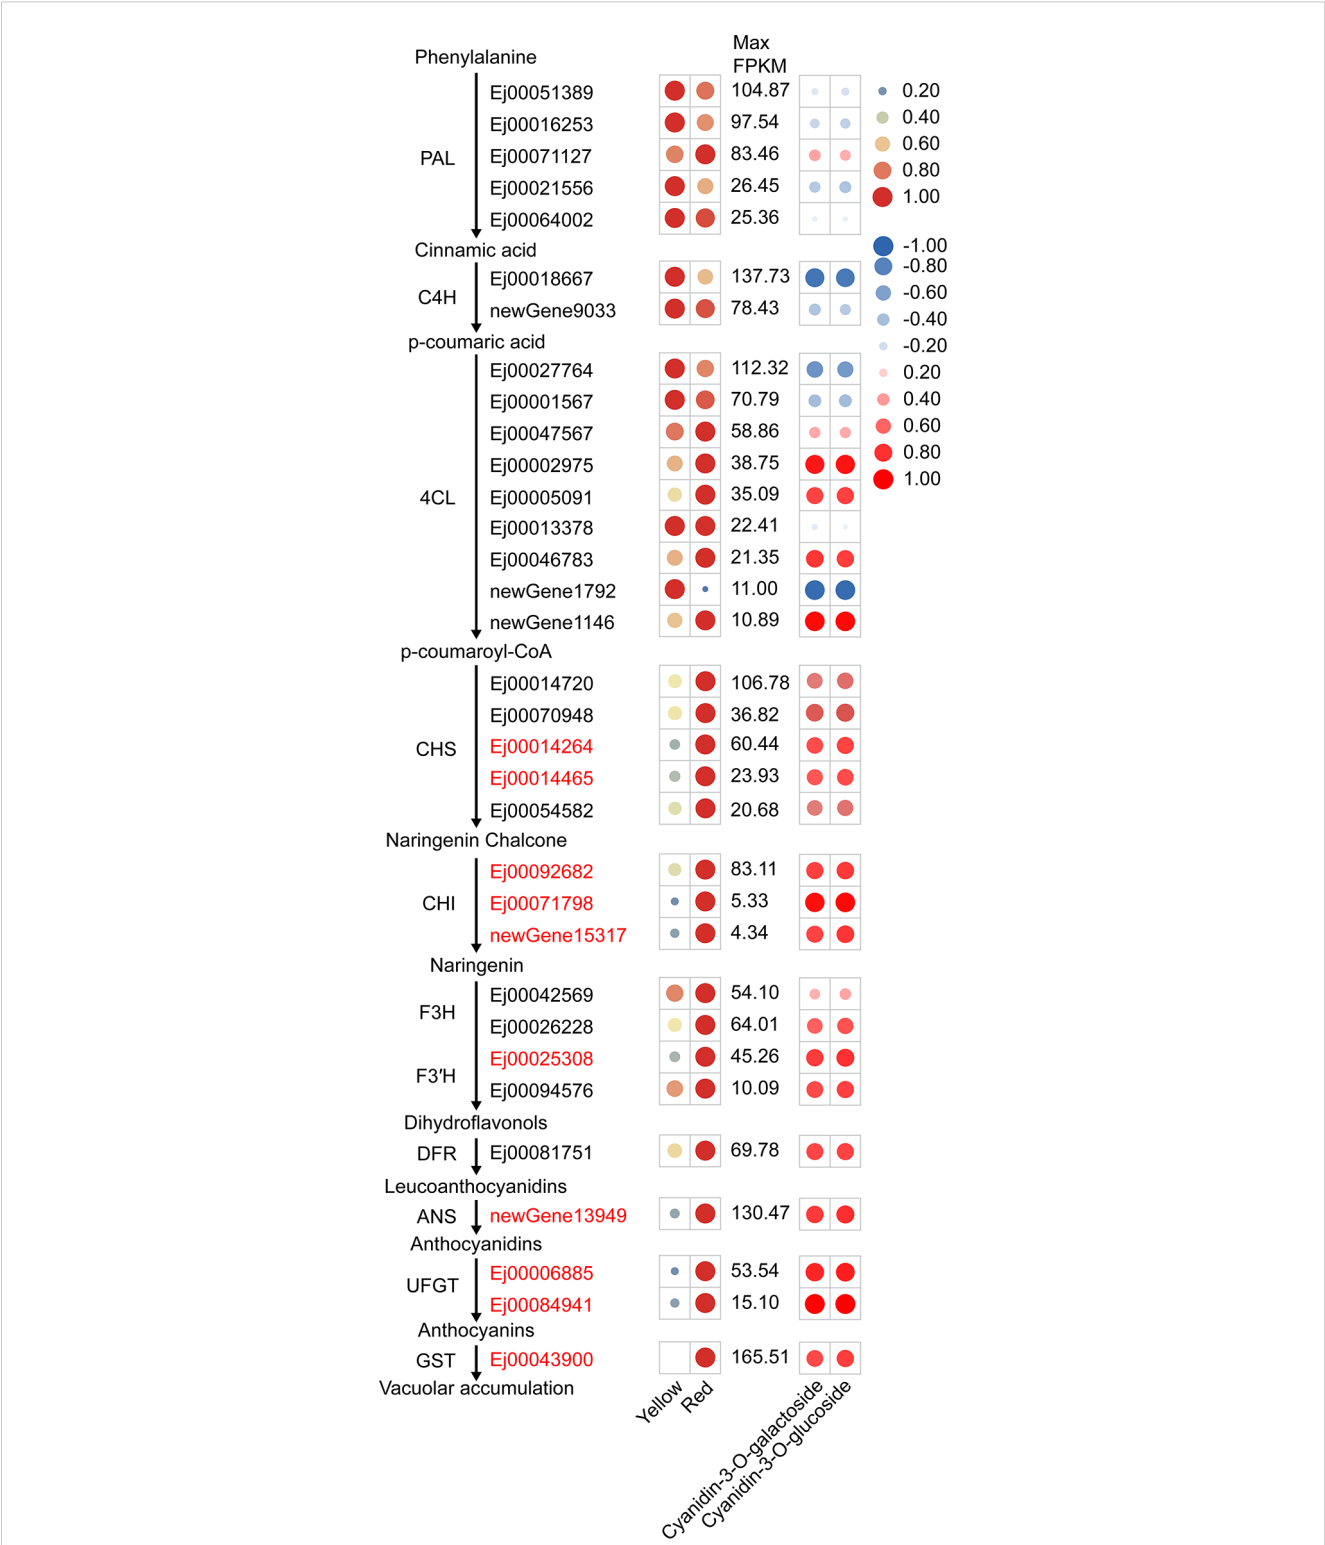 Max
FPKM
Phenylalanine
PAL
Ej00051389 104.87
Ej00016253 97.54
Ej00071127 83.46
Ej00021556 26.45
Ej00064002 25.36
Cinnamic acid
C4H
Ej00018667 137.73
newGene9033 78.43
p-coumaric acid
4CL
Ej00027764 112.32
Ej00001567 70.79
Ej00047567 58.86
Ej00002975 38.75
Ej00005091 35.09
Ej00013378 22.41
Ej00046783 21.35
newGene1792 11.00
newGene1146 10.89
p-coumaroyl-CoA
CHS
Ej00014720 106.78
Ej00070948 36.82
Ej00014264 60.44
Ej00014465 23.93
Ej00054582 20.68
Naringenin Chalcone
CHI
Ej00092682 83.11
Ej00071798 5.33
newGene15317 4.34
Naringenin
F3H
F3′H
Ej00042569 54.10
Ej00026228 64.01
Ej00025308 45.26
Ej00094576 10.09
Dihydroflavonols
DFR Ej00081751 69.78
Leucoanthocyanidins
ANS newGene13949 130.47
Anthocyanidins
UFGT
Ej00006885 53.54
Ej00084941 15.10
Anthocyanins
GST Ej00043900 165.51
Vacuolar accumulation
Yellow
Red
Cyanidin-3-O-galactoside
Cyanidin-3-O-glucoside
0.20
0.40
0.60
0.80
1.00
-1.00
-0.80
-0.60
-0.40
-0.20
0.20
0.40
0.60
0.80
1.00